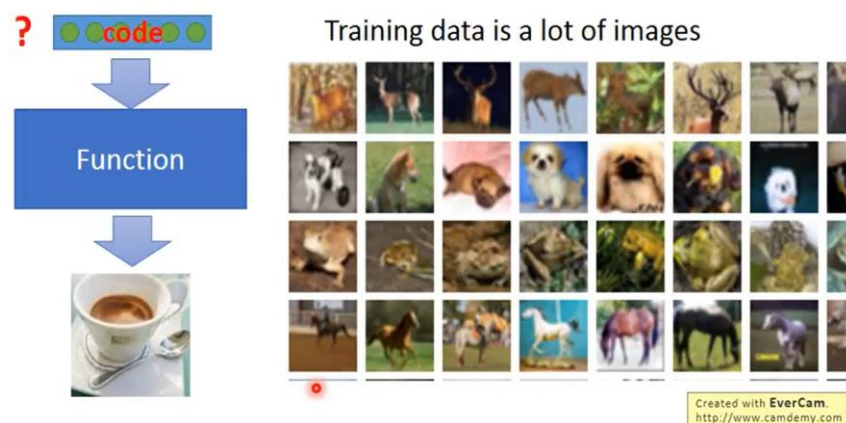 ? code
Function
Training data is a lot of images
Created with EverCam.
http://www.camdemy.com